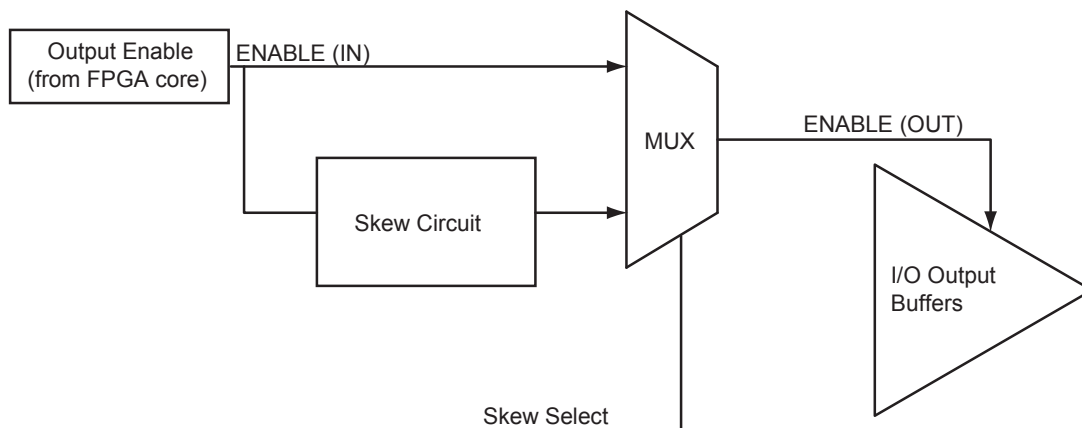 Output Enable
(from FPGA core)
ENABLE (IN)
MUX
ENABLE (OUT)
Skew Circuit
I/O Output
Buffers
Skew Select